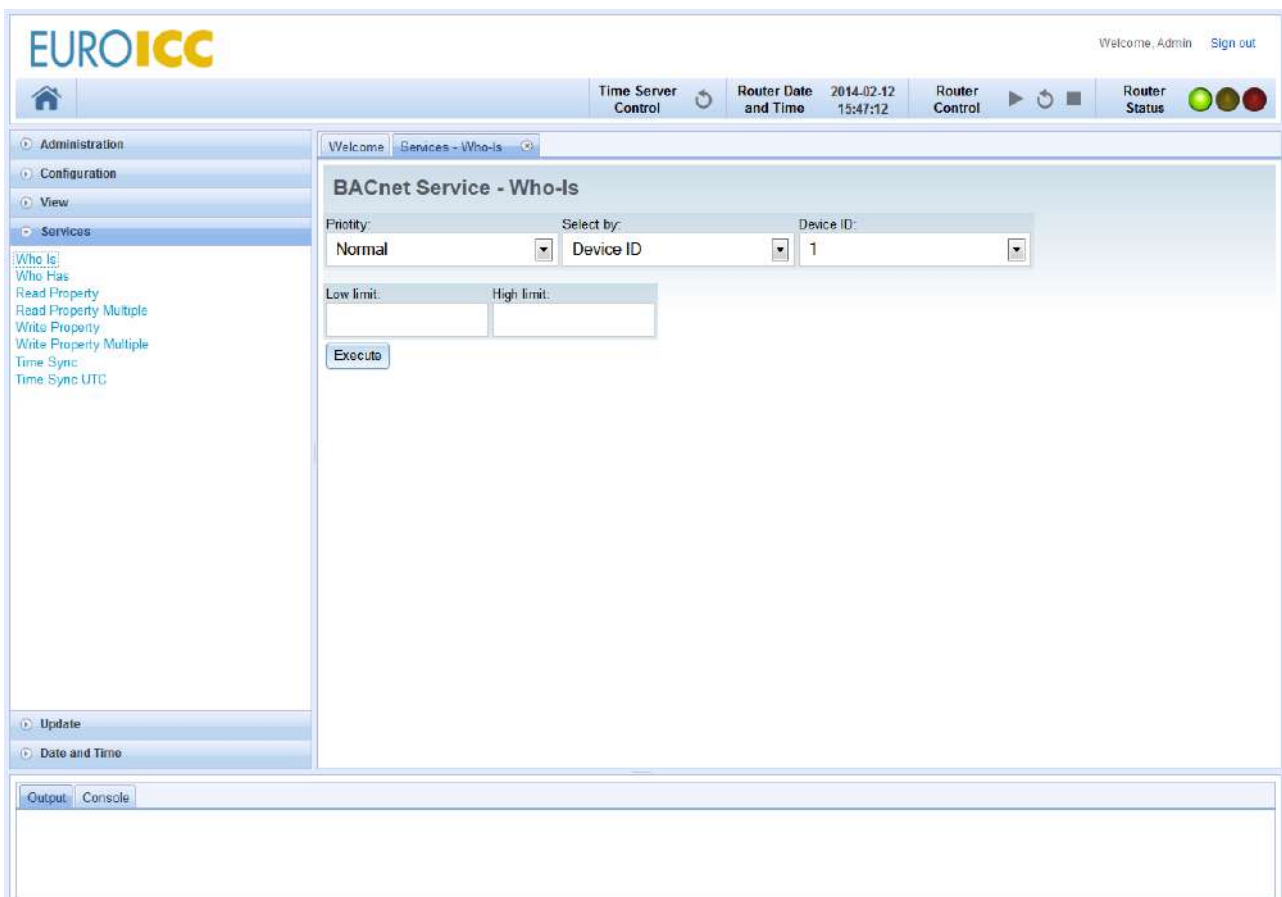 EUROICC
Welcome, Admin Sign out
Time Server Control
Router Date and Time
2014-02-12 15:47:12
Router Control
Router Status
Administration
Configuration
View
Services
Who Is
Who Has
Read Property
Read Property Multiple
Write Property
Write Property Multiple
Time Sync
Time Sync UTC
Update
Date and Time
Welcome
Services - Who-Is
BACnet Service - Who-Is
Priotity:
Normal
Select by:
Device ID
Device ID:
1
Low limit:
High limit:
Execute
Output
Console